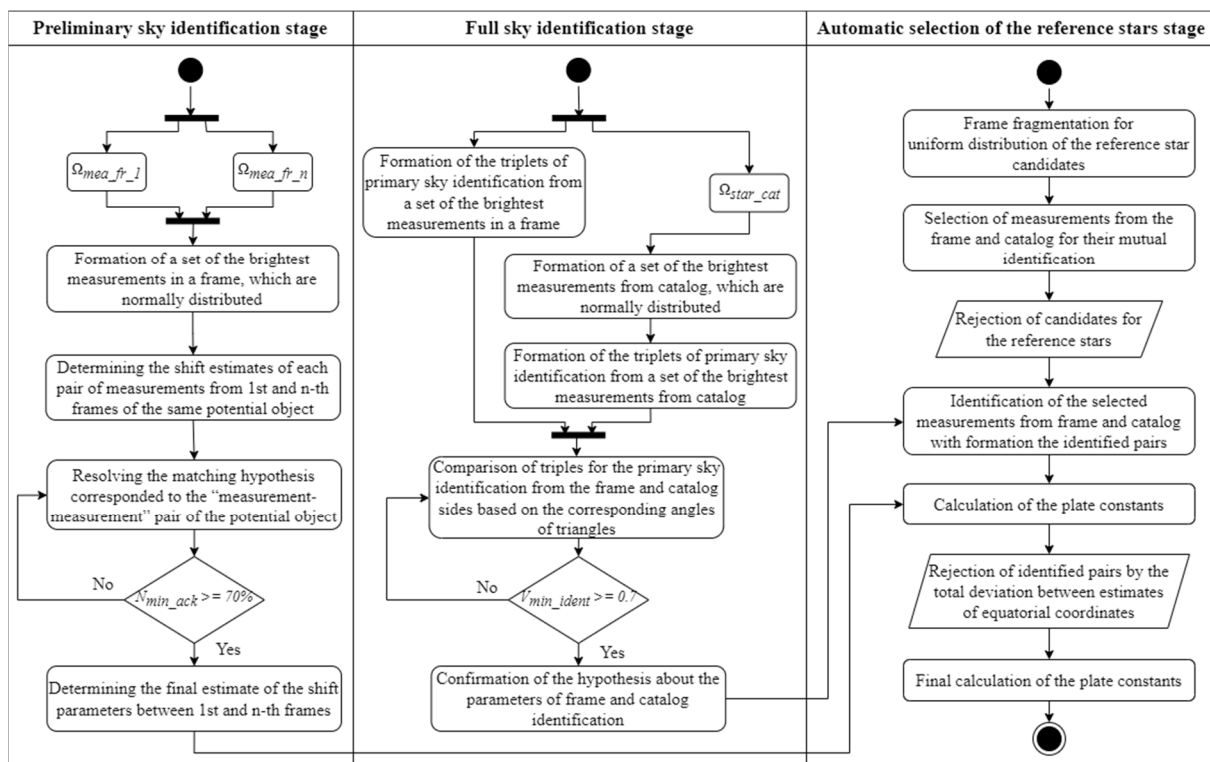 Preliminary sky identification stage
Ω mea_fr_1
Ω mea_fr_n
Formation of a set of the brightest
measurements in a frame, which are
normally distributed
Determining the shift estimates of each
pair of measurements from 1st and n-th
frames of the same potential object
Resolving the matching hypothesis
corresponded to the “measurement-
measurement” pair of the potential object
No
N min_ack >= 70%
Yes
Determining the final estimate of the shift
parameters between 1st and n-th frames
Full sky identification stage
Formation of the triplets of
primary sky identification from
a set of the brightest
measurements in a frame
Ω star_cat
Formation of a set of the brightest
measurements from catalog, which are
normally distributed
Formation of the triplets of primary sky
identification from a set of the brightest
measurements from catalog
Comparison of triples for the primary sky
identification from the frame and catalog
sides based on the corresponding angles
of triangles
No
V min_ident >= 0.7
Yes
Confirmation of the hypothesis about the
parameters of frame and catalog
identification
Automatic selection of the reference stars stage
Frame fragmentation for
uniform distribution of the reference star
candidates
Selection of measurements from the
frame and catalog for their mutual
identification
Rejection of candidates for
the reference stars
Identification of the selected
measurements from frame and catalog
with formation the identified pairs
Calculation of the plate constants
Rejection of identified pairs by the
total deviation between estimates
of equatorial coordinates
Final calculation of the plate constants